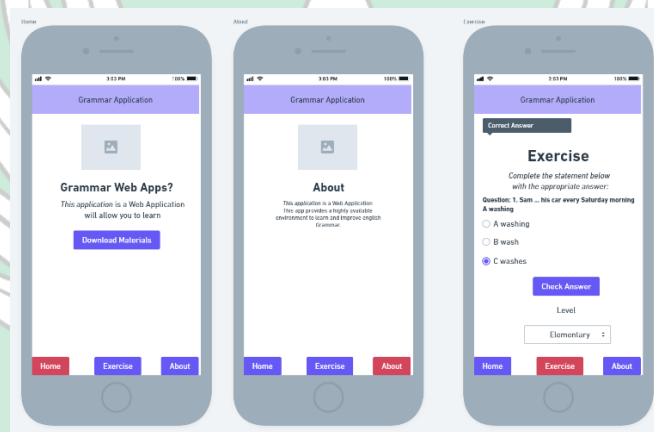 Home
3:03 PM
100%
Grammar Application
Grammar Web Apps?
This application is a Web Application
will allow you to learn
Download Materials
Home
Exercise
About
About
3:03 PM
100%
Grammar Application
About
This application is a Web Application
This app provides a highly available
environment to learn and improve english
Grammar.
Home
Exercise
About
Exercise
3:03 PM
100%
Grammar Application
Correct Answer
Exercise
Complete the statement below
with the appropriate answer:
Question: 1. Sam ... his car every Saturday morning
A washing
A washing
B wash
C washes
Check Answer
Level
Elementary
Home
Exercise
About